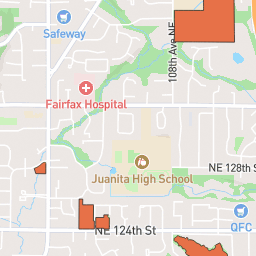 Safeway
108th Ave NE
Fairfax Hospital
NE 128th S
Juanita High School
QFC
NE 124th St